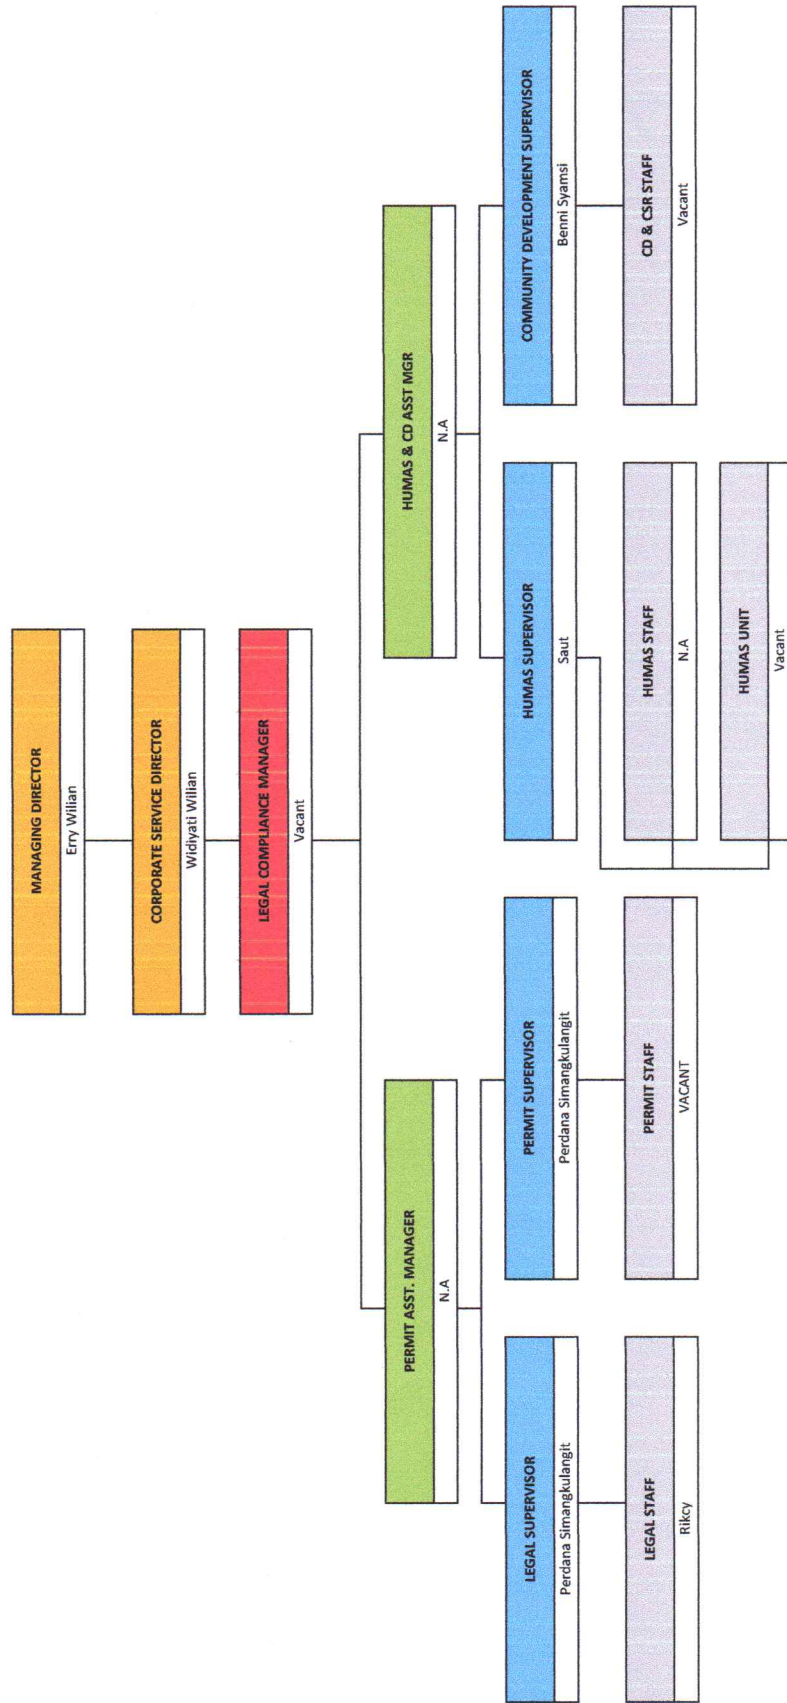 MANAGING DIRECTOR
Erry Wilian
CORPORATE SERVICE DIRECTOR
Widiyati Wilian
LEGAL COMPLIANCE MANAGER
Vacant
PERMIT ASST. MANAGER
N.A
HUMAS & CD ASST MGR
N.A
LEGAL SUPERVISOR
Perdana Simangkulangit
PERMIT SUPERVISOR
Perdana Simangkulangit
HUMAS SUPERVISOR
Saut
COMMUNITY DEVELOPMENT SUPERVISOR
Benni Syamsi
LEGAL STAFF
Rikcy
PERMIT STAFF
VACANT
HUMAS STAFF
N.A
CD & CSR STAFF
Vacant
HUMAS UNIT
Vacant